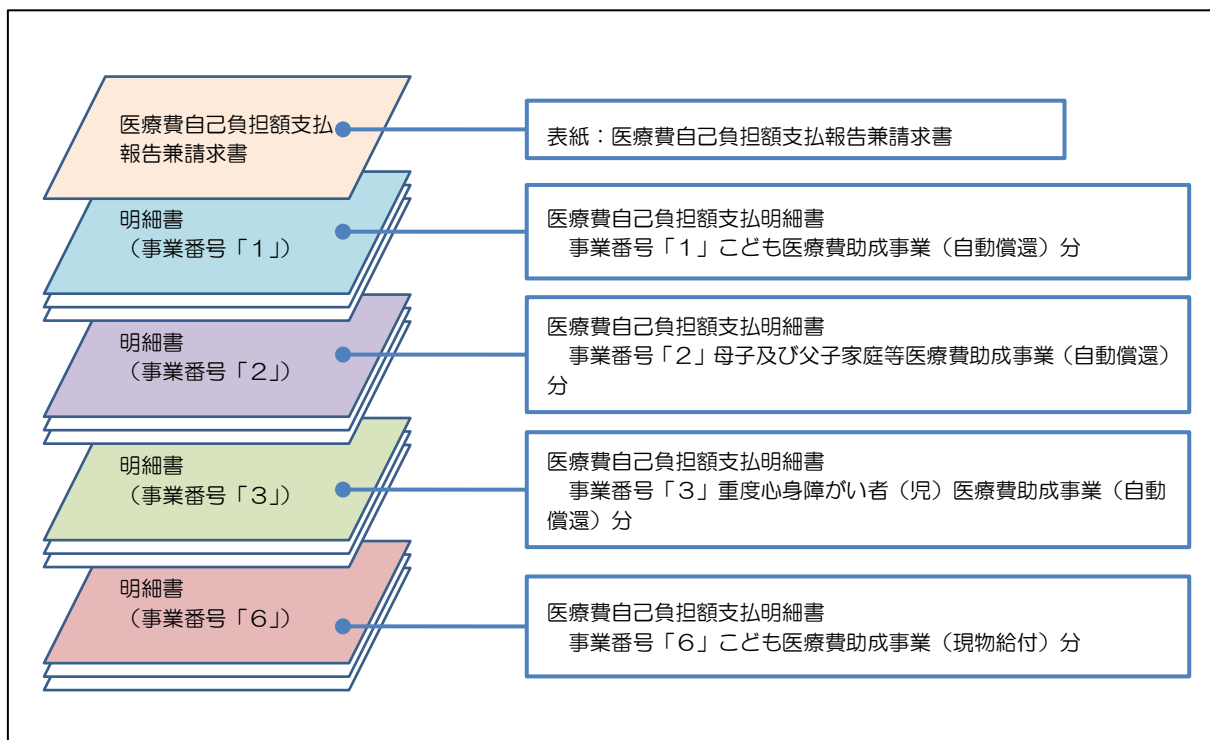 医療費自己負担額支払
報告兼請求書
表紙：医療費自己負担額支払報告兼請求書
明細書
（事業番号「１」）
医療費自己負担額支払明細書
事業番号「１」こども医療費助成事業（自動償還）分
明細書
（事業番号「２」）
医療費自己負担額支払明細書
事業番号「２」母子及び父子家庭等医療費助成事業（自動償還）
分
明細書
（事業番号「３」）
医療費自己負担額支払明細書
事業番号「３」重度心身障がい者（児）医療費助成事業（自動
償還）分
明細書
（事業番号「６」）
医療費自己負担額支払明細書
事業番号「６」こども医療費助成事業（現物給付）分